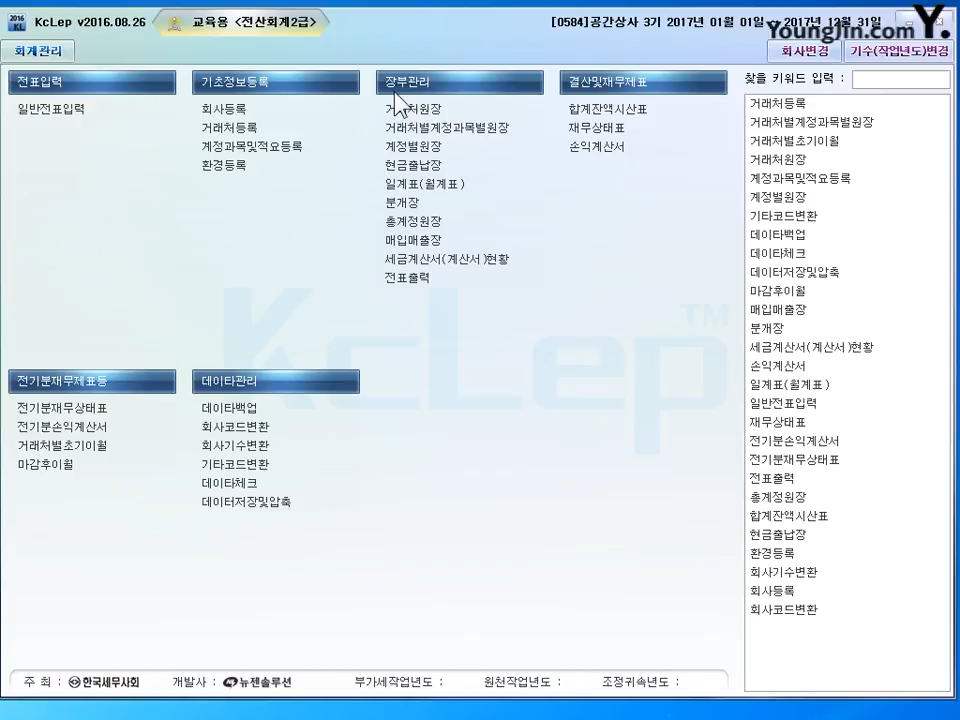 2016 KL KcLep v2016.08.26 교육용 <전산회계2급> [0584]공간상사 3기 2017년 01월 01일 ~ 2017년 12월 31일
YoungJin.com Y.
회계관리 회사변경 기수(작업년도)변경
전표입력
일반전표입력
기초정보등록
회사등록
거래처등록
계정과목및적요등록
환경등록
장부관리
거래처원장
거래처별계정과목별원장
계정별원장
현금출납장
일계표(월계표)
분개장
총계정원장
매입매출장
세금계산서(계산서)현황
전표출력
결산및재무제표
합계잔액시산표
재무상태표
손익계산서
KcLep TM
전기분재무제표등
전기분재무상태표
전기분손익계산서
거래처별초기이월
마감후이월
데이타관리
데이타백업
회사코드변환
회사기수변환
기타코드변환
데이타체크
데이터저장및압축
찾을 키워드 입력 :
거래처등록
거래처별계정과목별원장
거래처별초기이월
거래처원장
계정과목및적요등록
계정별원장
기타코드변환
데이타백업
데이타체크
데이터저장및압축
마감후이월
매입매출장
분개장
세금계산서(계산서)현황
손익계산서
일계표(월계표)
일반전표입력
재무상태표
전기분손익계산서
전기분재무상태표
전표출력
총계정원장
합계잔액시산표
현금출납장
환경등록
회사기수변환
회사등록
회사코드변환
주 최 : 한국세무사회 개발사 : 뉴젠솔루션 부가세작업년도 : 원천작업년도 : 조정귀속년도 :